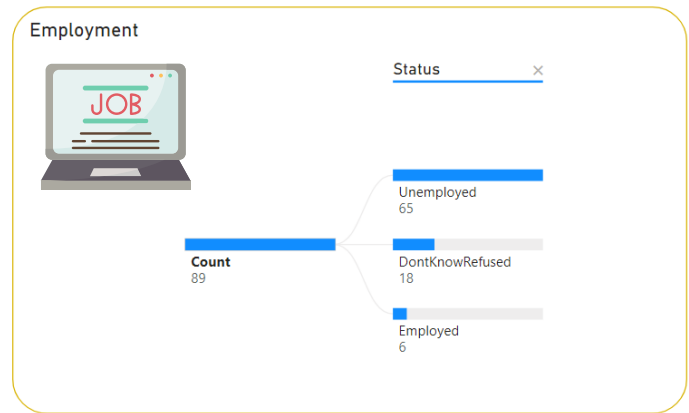 Employment
JOB
Status
Unemployed
65
Count
89
DontKnowRefused
18
Employed
6